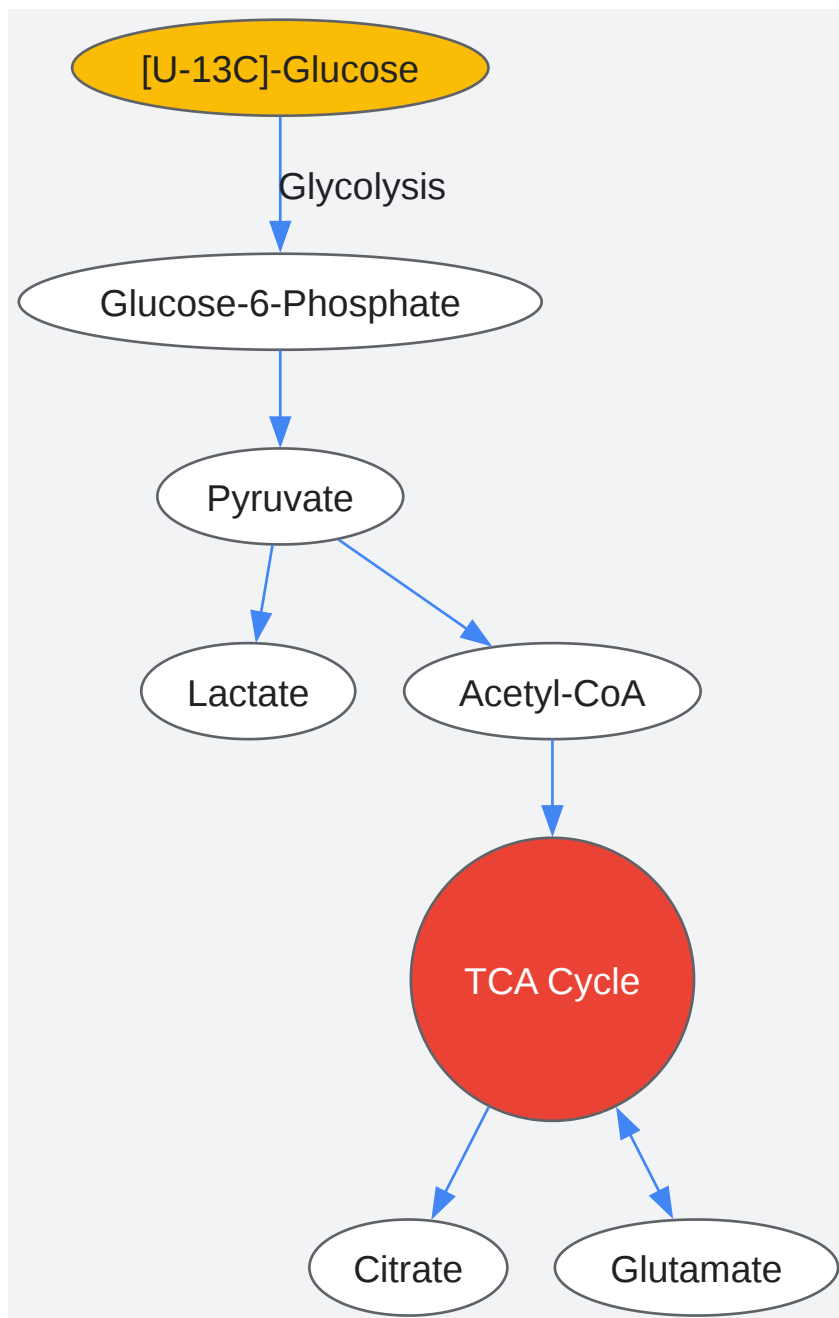 [U-13C]-Glucose
Glycolysis
Glucose-6-Phosphate
Pyruvate
Lactate
Acetyl-CoA
TCA Cycle
Citrate
Glutamate